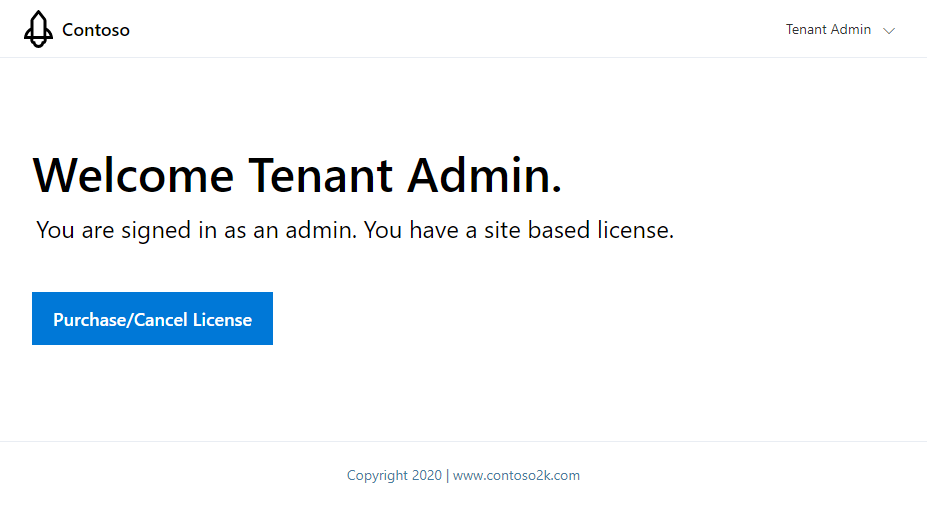 Contoso
Tenant Admin
Welcome Tenant Admin.
You are signed in as an admin. You have a site based license.
Purchase/Cancel License
Copyright 2020 | www.contoso2k.com